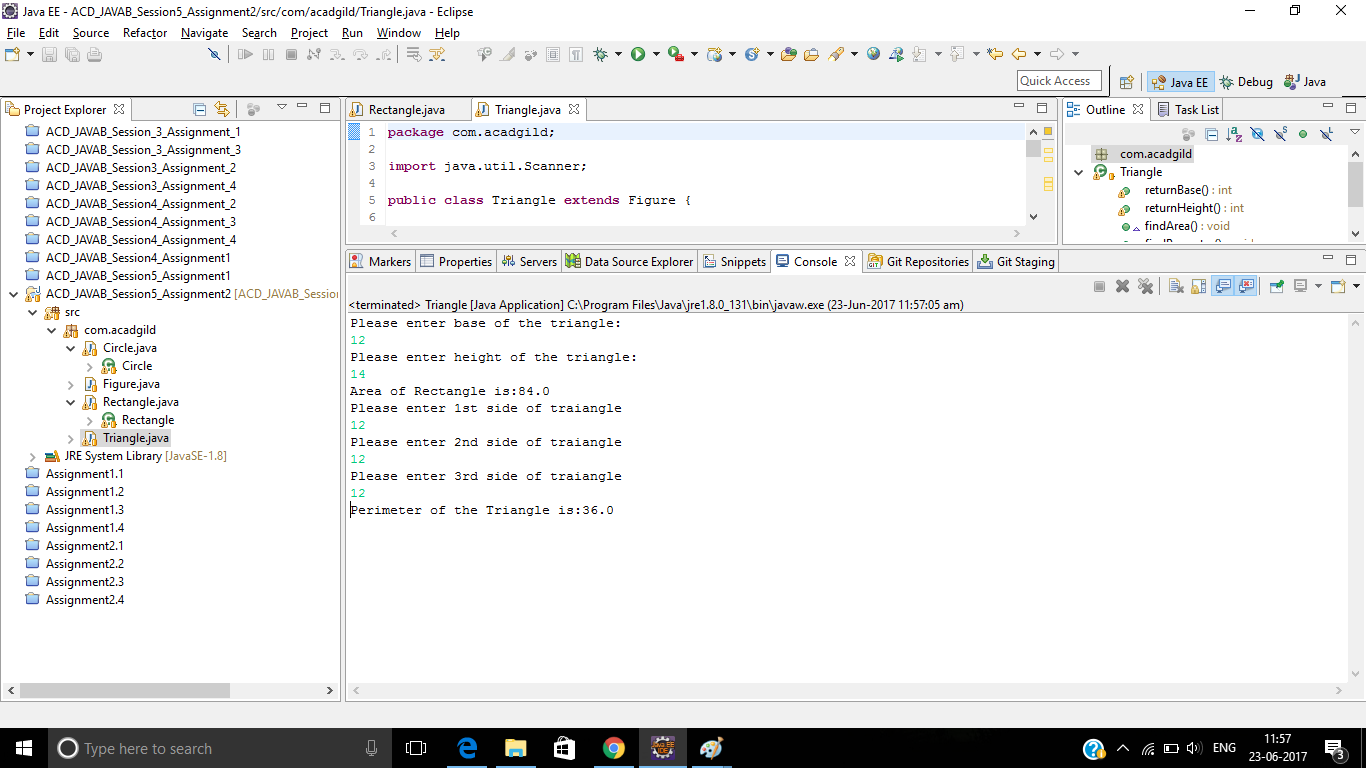 Java EE - ACD_JAVAB_Session5_Assignment2/src/com/acadgild/Triangle.java - Eclipse
File Edit Source Refactor Navigate Search Project Run Window Help
Quick Access
Java EE
Debug
Java
Project Explorer
ACD_JAVAB_Session_3_Assignment_1
ACD_JAVAB_Session_3_Assignment_3
ACD_JAVAB_Session3_Assignment_2
ACD_JAVAB_Session3_Assignment_4
ACD_JAVAB_Session4_Assignment_2
ACD_JAVAB_Session4_Assignment_3
ACD_JAVAB_Session4_Assignment_4
ACD_JAVAB_Session4_Assignment1
ACD_JAVAB_Session5_Assignment1
ACD_JAVAB_Session5_Assignment2 [ACD_JAVAB_Session
src
com.acadgild
Circle.java
Circle
Figure.java
Rectangle.java
Rectangle
Triangle.java
JRE System Library [JavaSE-1.8]
Assignment1.1
Assignment1.2
Assignment1.3
Assignment1.4
Assignment2.1
Assignment2.2
Assignment2.3
Assignment2.4
Rectangle.java
Triangle.java
1 package com.acadgild;
2
3 import java.util.Scanner;
4
5 public class Triangle extends Figure {
6
Outline
Task List
com.acadgild
Triangle
returnBase() : int
returnHeight() : int
findArea() : void
Markers
Properties
Servers
Data Source Explorer
Snippets
Console
Git Repositories
Git Staging
<terminated> Triangle [Java Application] C:\Program Files\Java\jre1.8.0_131\bin\javaw.exe (23-Jun-2017 11:57:05 am)
Please enter base of the triangle:
12
Please enter height of the triangle:
14
Area of Rectangle is:84.0
Please enter 1st side of traiangle
12
Please enter 2nd side of traiangle
12
Please enter 3rd side of traiangle
12
Perimeter of the Triangle is:36.0
Type here to search
ENG
11:57
23-06-2017
3